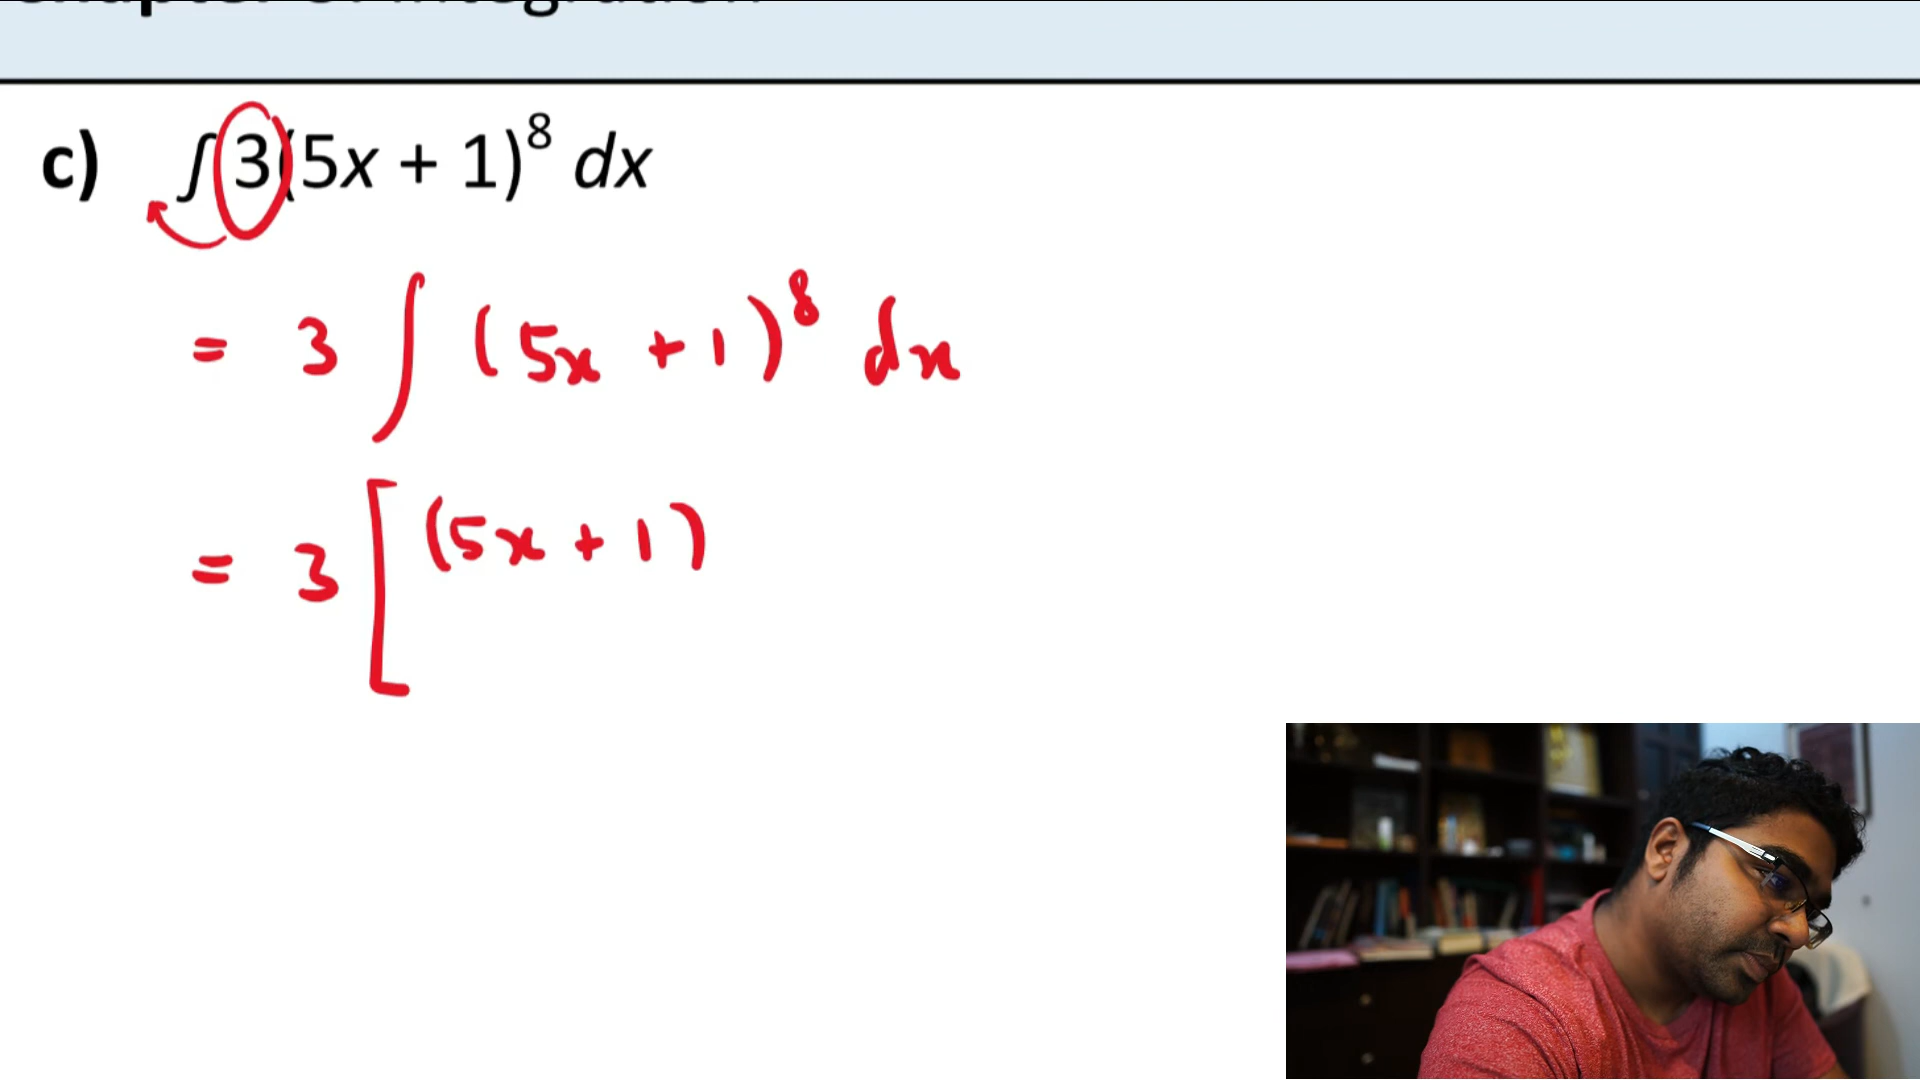 c) ∫ 3(5x + 1)⁸ dx
= 3 ∫ (5x + 1)⁸ dx
= 3 [ (5x + 1)